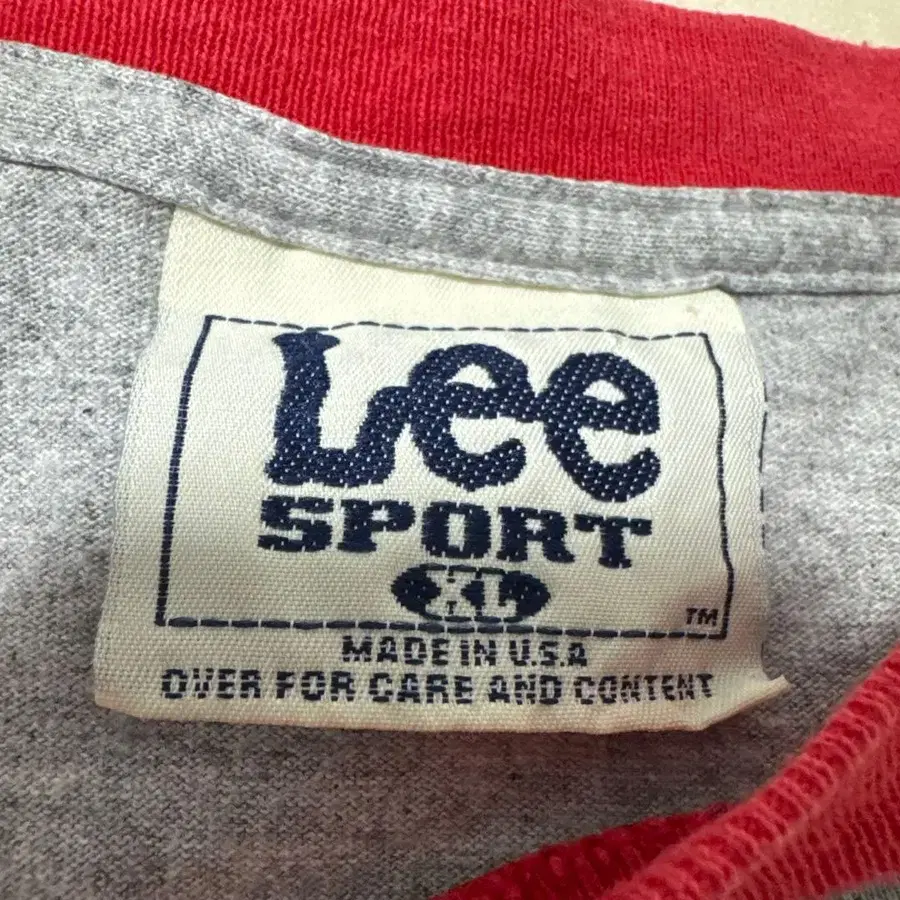 Lee
SPORT
XL
TM
MADE IN U.S.A
OVER FOR CARE AND CONTENT